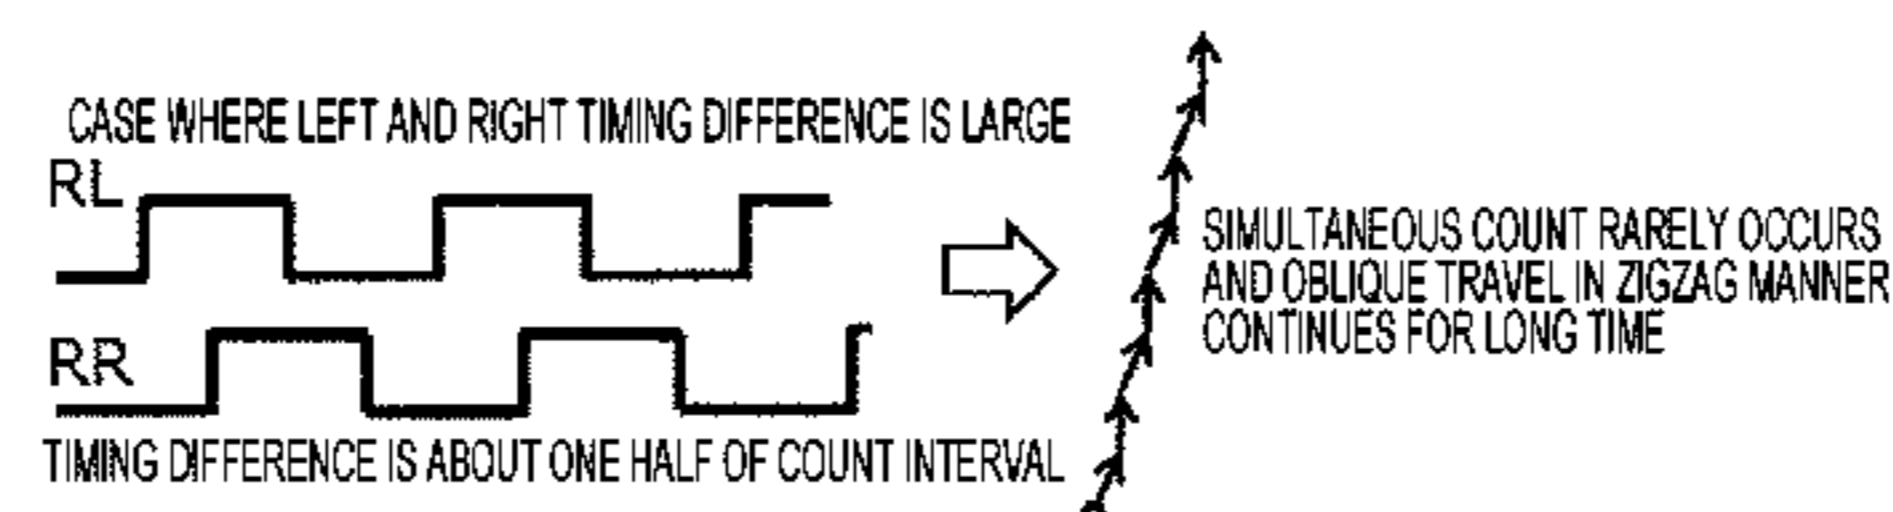 CASE WHERE LEFT AND RIGHT TIMING DIFFERENCE IS LARGE
RL
RR
TIMING DIFFERENCE IS ABOUT ONE HALF OF COUNT INTERVAL
SIMULTANEOUS COUNT RARELY OCCURS
AND OBLIQUE TRAVEL IN ZIGZAG MANNER
CONTINUES FOR LONG TIME